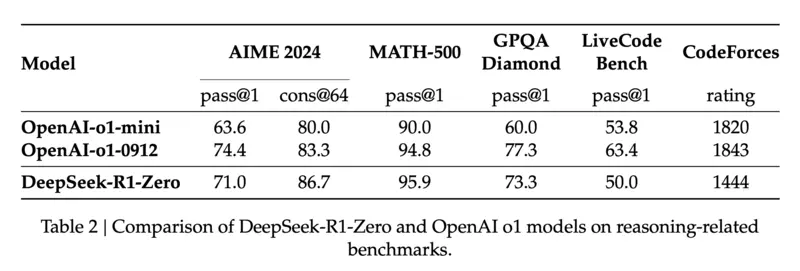 Model AIME 2024 MATH-500 GPQA Diamond LiveCode Bench CodeForces
pass@1 cons@64 pass@1 pass@1 pass@1 rating
OpenAI-o1-mini 63.6 80.0 90.0 60.0 53.8 1820
OpenAI-o1-0912 74.4 83.3 94.8 77.3 63.4 1843
DeepSeek-R1-Zero 71.0 86.7 95.9 73.3 50.0 1444
Table 2 | Comparison of DeepSeek-R1-Zero and OpenAI o1 models on reasoning-related
benchmarks.